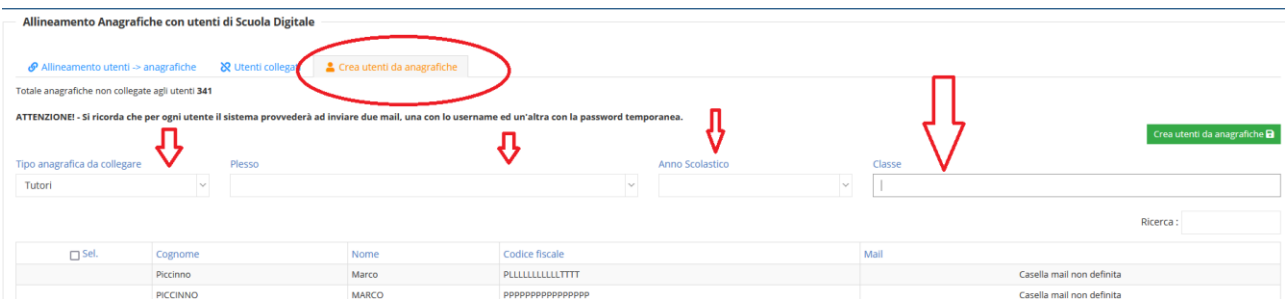 Allineamento Anagrafiche con utenti di Scuola Digitale
Allineamento utenti -> anagrafiche Utenti collegat Crea utenti da anagrafiche
Totale anagrafiche non collegate agli utenti 341
ATTENZIONE! - Si ricorda che per ogni utente il sistema provvederà ad inviare due mail, una con lo username ed un'altra con la password temporanea.
Crea utenti da anagrafiche
Tipo anagrafica da collegare Plesso Anno Scolastico Classe
Tutori
Ricerca :
Sel. Cognome Nome Codice fiscale Mail
Piccinno Marco PLLLLLLLLLLTTTT Casella mail non definita
PICCINNO MARCO PPPPPPPPPPPPPPPP Casella mail non definita